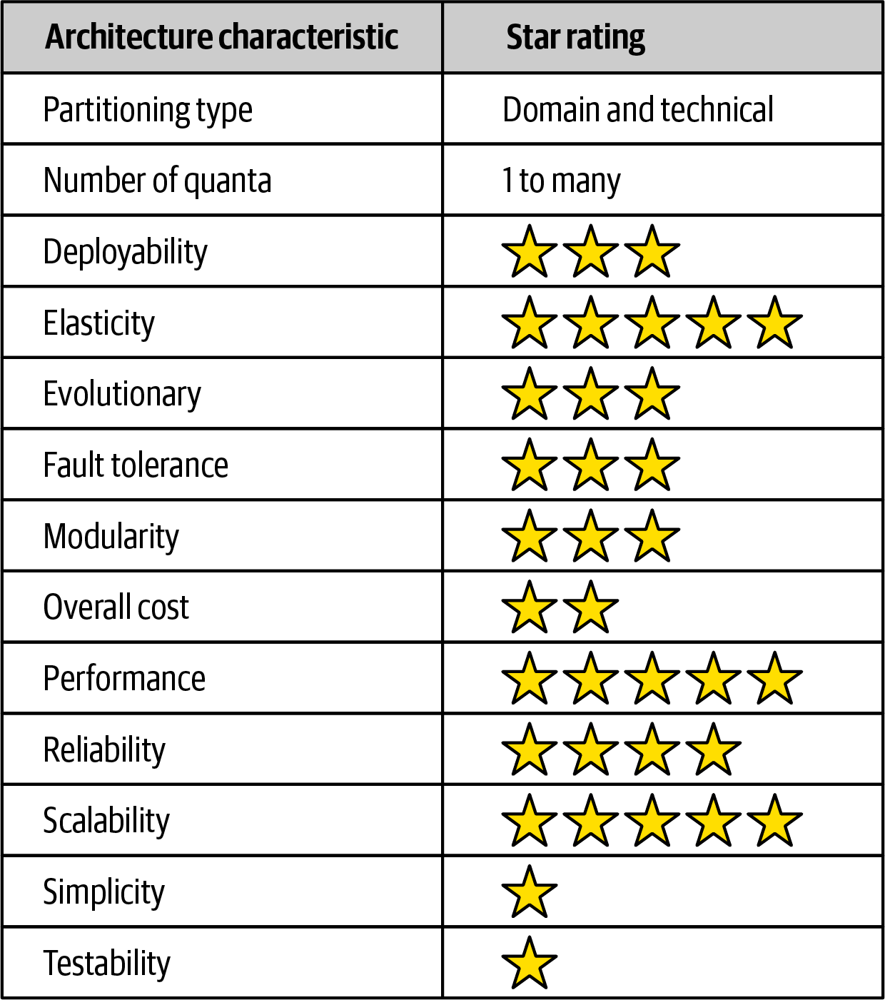 Architecture characteristic Star rating
Partitioning type Domain and technical
Number of quanta 1 to many
Deployability
Elasticity
Evolutionary
Fault tolerance
Modularity
Overall cost
Performance
Reliability
Scalability
Simplicity
Testability